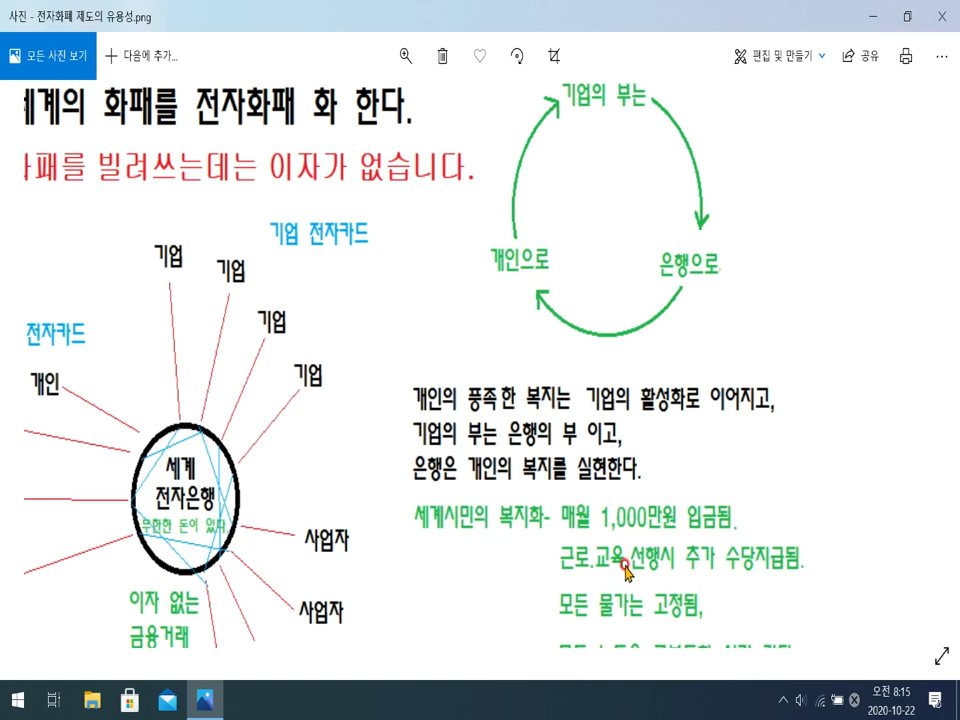 사진 - 전자화폐 제도의 유용성.png
모든 사진 보기
다음에 추가...
편집 및 만들기
공유
화패를 전자화패 화 한다.
빌려쓰는데는 이자가 없습니다.
기업의 부는
은행으로
개인으로
기업 전자카드
기업
기업
기업
기업
전자카드
개인
세계
전자은행
무한한 돈이 있다
사업자
사업자
이자 없는
금융거래
개인의 풍족한 복지는 기업의 활성화로 이어지고,
기업의 부는 은행의 부 이고,
은행은 개인의 복지를 실현한다.
세계시민의 복지화- 매월 1,000만원 입금됨.
근로.교육.선행시 추가 수당지급됨.
모든 물가는 고정됨,
오전 8:15
2020-10-22